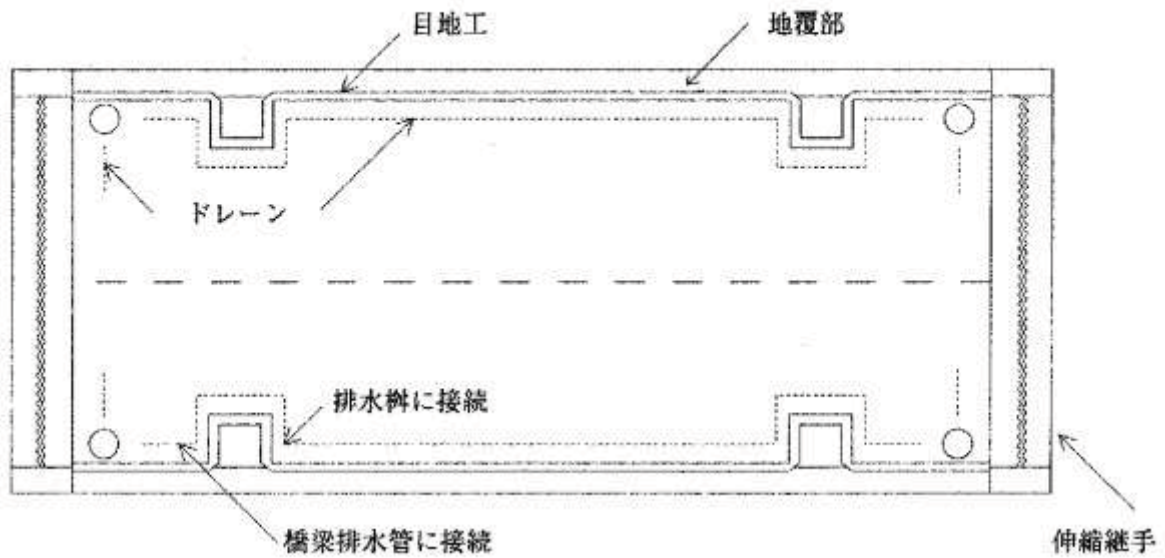 目地工
地覆部
ドレーン
排水桝に接続
橋梁排水管に接続
伸縮継手